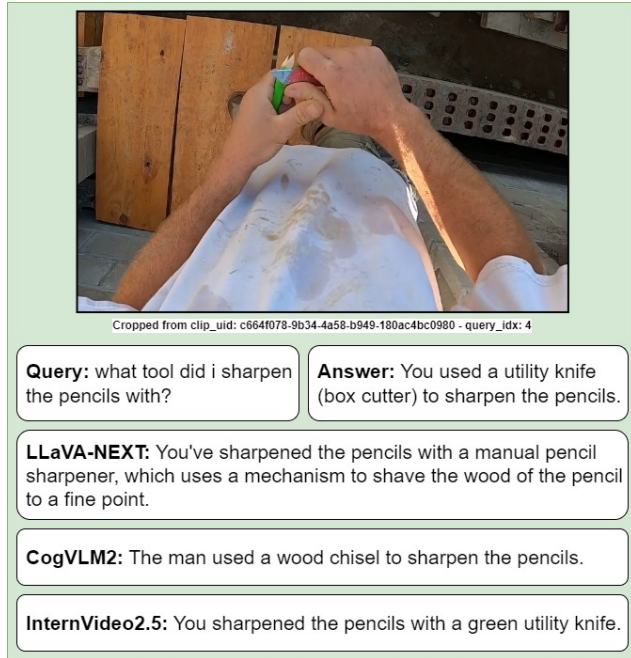 Cropped from clip_uid: c664f078-9b34-4a58-b949-180ac4bc0980 - query_idx: 4
Query: what tool did i sharpen
the pencils with?
Answer: You used a utility knife
(box cutter) to sharpen the pencils.
LLaVA-NEXT: You've sharpened the pencils with a manual pencil
sharpener, which uses a mechanism to shave the wood of the pencil
to a fine point.
CogVLM2: The man used a wood chisel to sharpen the pencils.
InternVideo2.5: You sharpened the pencils with a green utility knife.